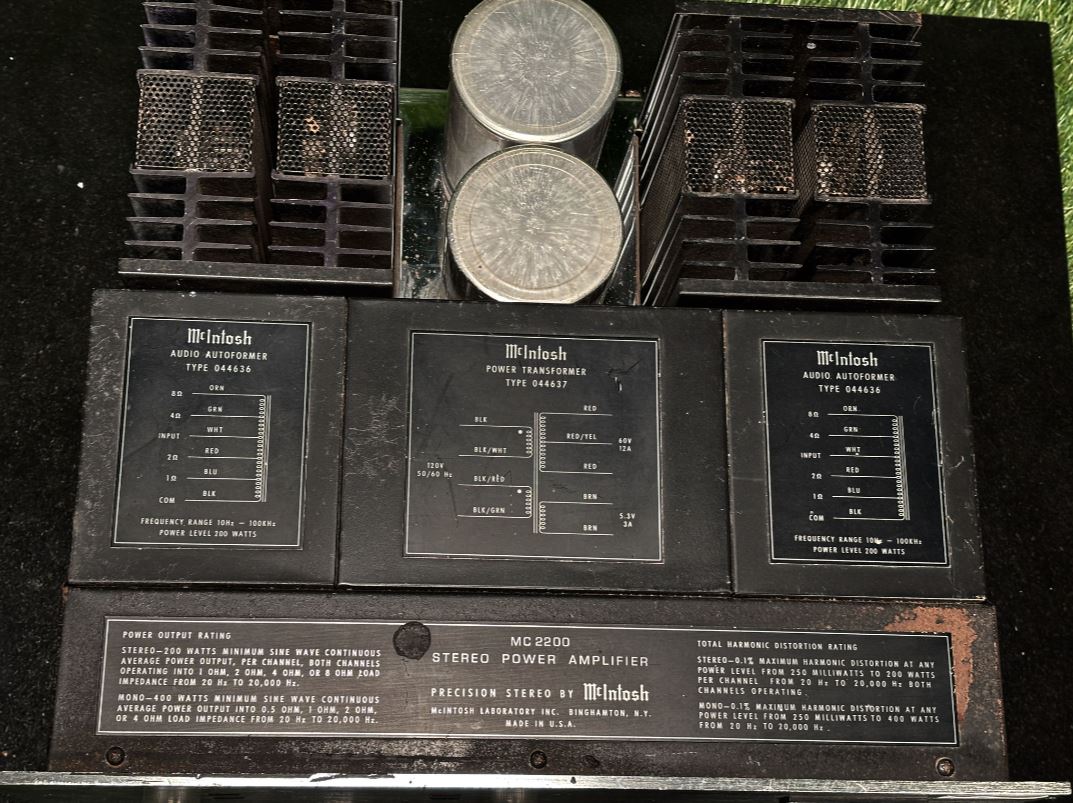 McIntosh
AUDIO AUTOFORMER
TYPE 044636
8Ω ORN
4Ω GRN
INPUT WHT
2Ω RED
1Ω BLU
COM BLK
FREQUENCY RANGE 10Hz — 100KHz
POWER LEVEL 200 WATTS
McIntosh
POWER TRANSFORMER
TYPE 044637
BLK
BLK/WHT
120V
50/60 Hz
BLK/RED
BLK/GRN
RED
RED/YEL
60V
12A
RED
BRN
5.3V
3A
BRN
McIntosh
AUDIO AUTOFORMER
TYPE 044636
8Ω ORN
4Ω GRN
INPUT WHT
2Ω RED
1Ω BLU
COM BLK
FREQUENCY RANGE 10Hz — 100KHz
POWER LEVEL 200 WATTS
POWER OUTPUT RATING
STEREO—200 WATTS MINIMUM SINE WAVE CONTINUOUS
AVERAGE POWER OUTPUT, PER CHANNEL, BOTH CHANNELS
OPERATING INTO 1 OHM, 2 OHM, 4 OHM, OR 8 OHM LOAD
IMPEDANCE FROM 20 Hz TO 20,000 Hz.
MONO—400 WATTS MINIMUM SINE WAVE CONTINUOUS
AVERAGE POWER OUTPUT INTO 0.5 OHM, 1 OHM, 2 OHM,
OR 4 OHM LOAD IMPEDANCE FROM 20 Hz TO 20,000 Hz.
MC 2200
STEREO POWER AMPLIFIER
PRECISION STEREO BY McIntosh
McINTOSH LABORATORY INC. BINGHAMTON, N.Y.
MADE IN U.S.A.
TOTAL HARMONIC DISTORTION RATING
STEREO—0.1% MAXIMUM HARMONIC DISTORTION AT ANY
POWER LEVEL FROM 250 MILLIWATTS TO 200 WATTS
PER CHANNEL FROM 20 Hz TO 20,000 Hz BOTH
CHANNELS OPERATING.
MONO—0.1% MAXIMUM HARMONIC DISTORTION AT ANY
POWER LEVEL FROM 250 MILLIWATTS TO 400 WATTS
FROM 20 Hz TO 20,000 Hz.